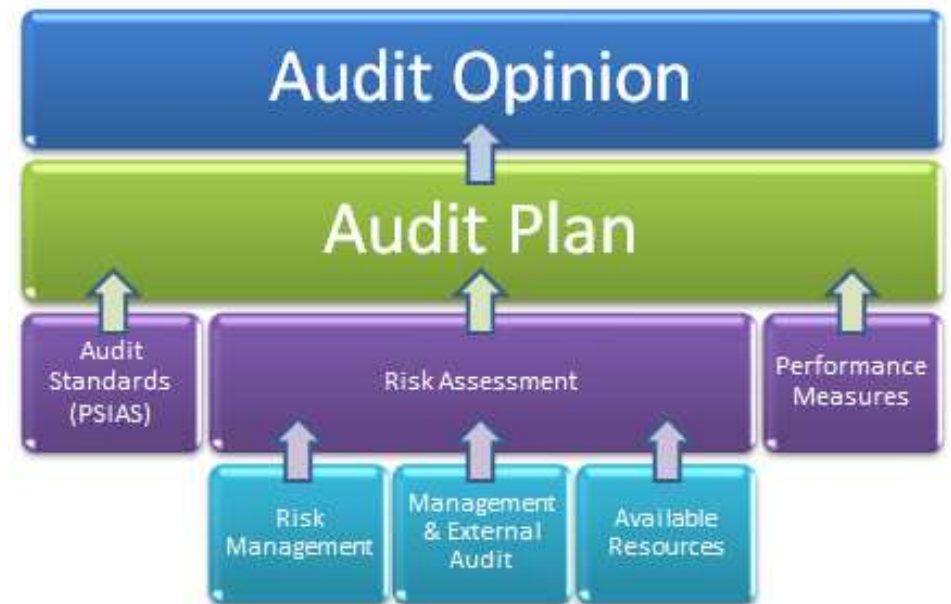 Audit Opinion
Audit Plan
Audit
Standards
(PSIAS)
Risk Assessment
Performance
Measures
Risk
Management
Management
& External
Audit
Available
Resources